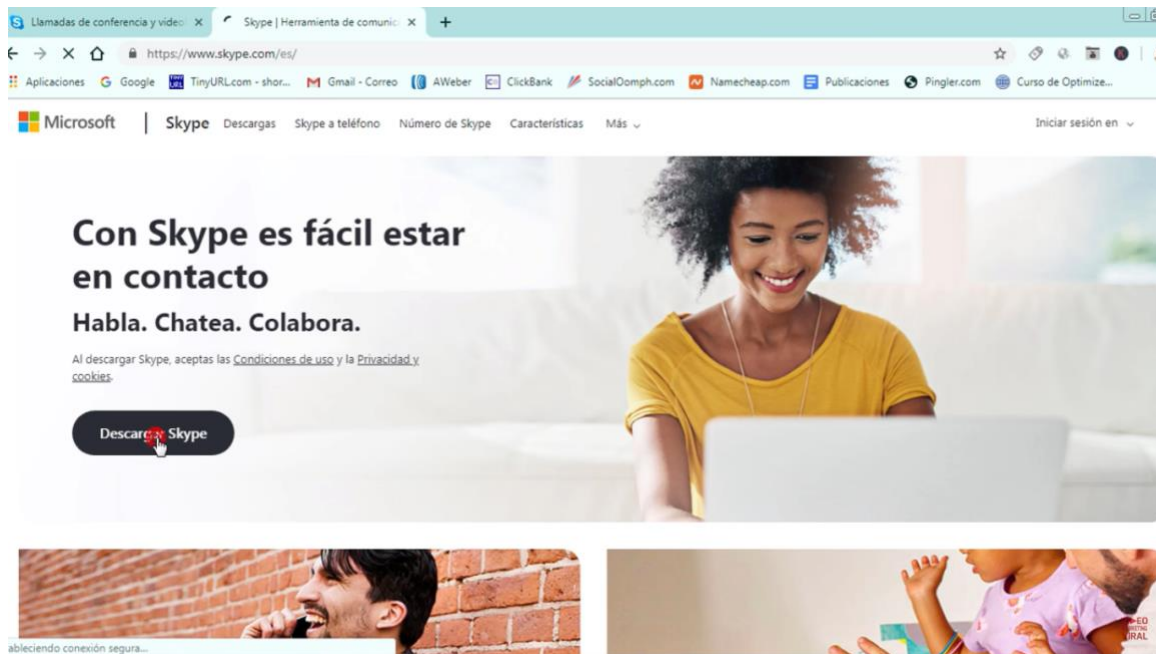 Llamadas de conferencia y video
Skype | Herramienta de comunic
https://www.skype.com/es/
Aplicaciones Google TinyURL.com - shor... Gmail - Correo AWeber ClickBank SocialOomph.com Namecheap.com Publicaciones Pingler.com Curso de Optimize...
Microsoft | Skype Descargas Skype a teléfono Número de Skype Características Más Iniciar sesión en
Con Skype es fácil estar
en contacto
Habla. Chatea. Colabora.
Al descargar Skype, aceptas las Condiciones de uso y la Privacidad y
cookies.
Descargar Skype
ableciendo conexión segura...